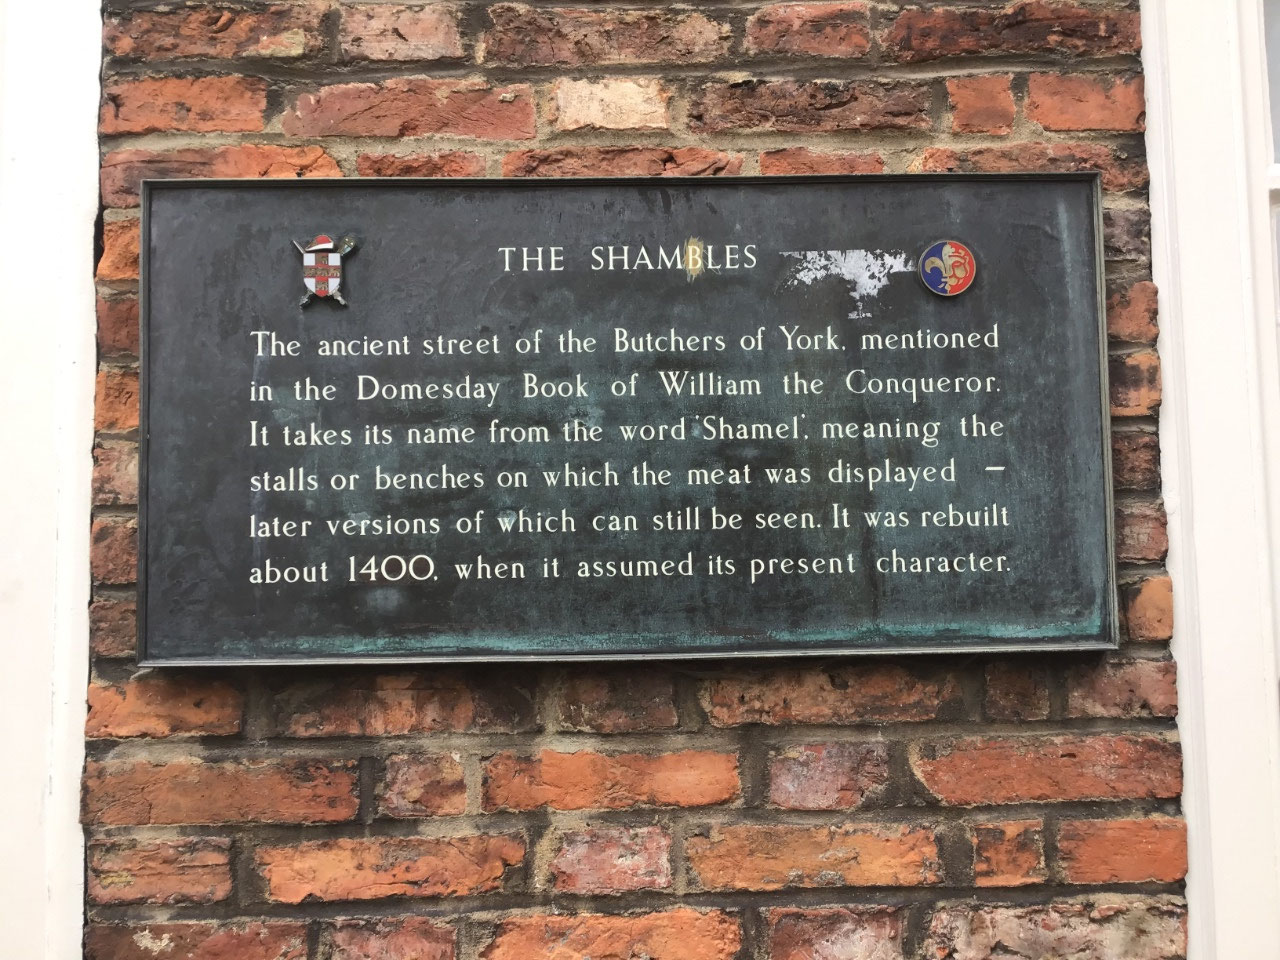 THE SHAMBLES
The ancient street of the Butchers of York, mentioned
in the Domesday Book of William the Conqueror.
It takes its name from the word 'Shamel', meaning the
stalls or benches on which the meat was displayed —
later versions of which can still be seen. It was rebuilt
about 1400, when it assumed its present character.